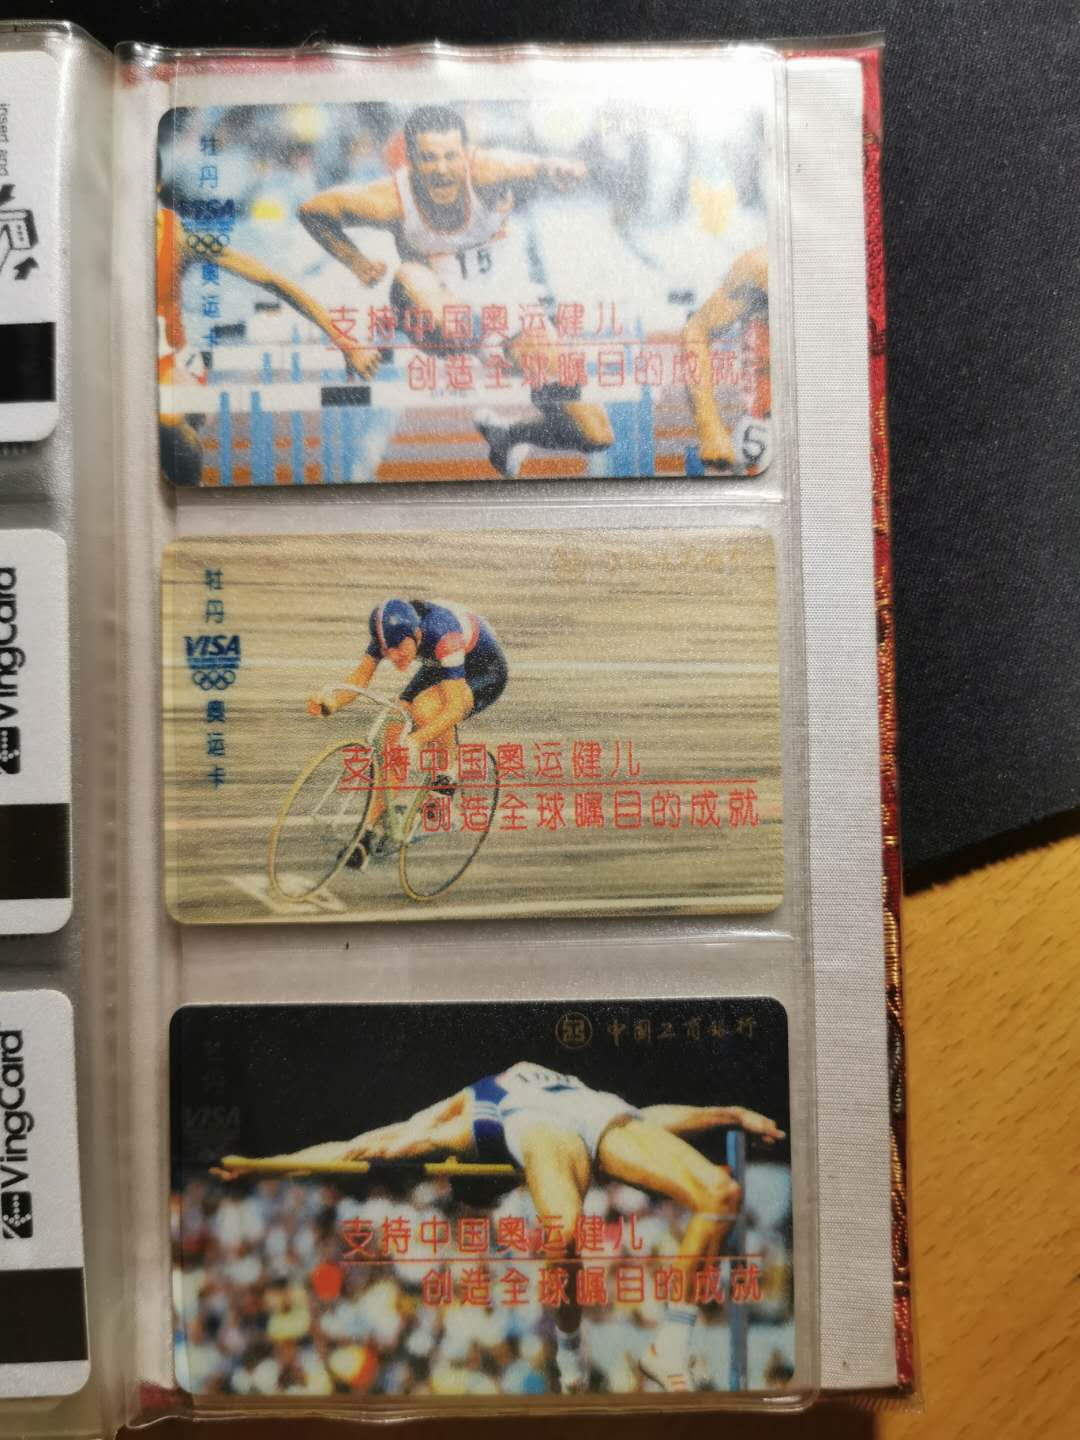 牡丹
VISA
奥运卡
15
支持中国奥运健儿
创造全球瞩目的成就
5
牡丹
VISA
奥运卡
支持中国奥运健儿
创造全球瞩目的成就
中国工商银行
VISA
支持中国奥运健儿
创造全球瞩目的成就
VingCard
VingCard